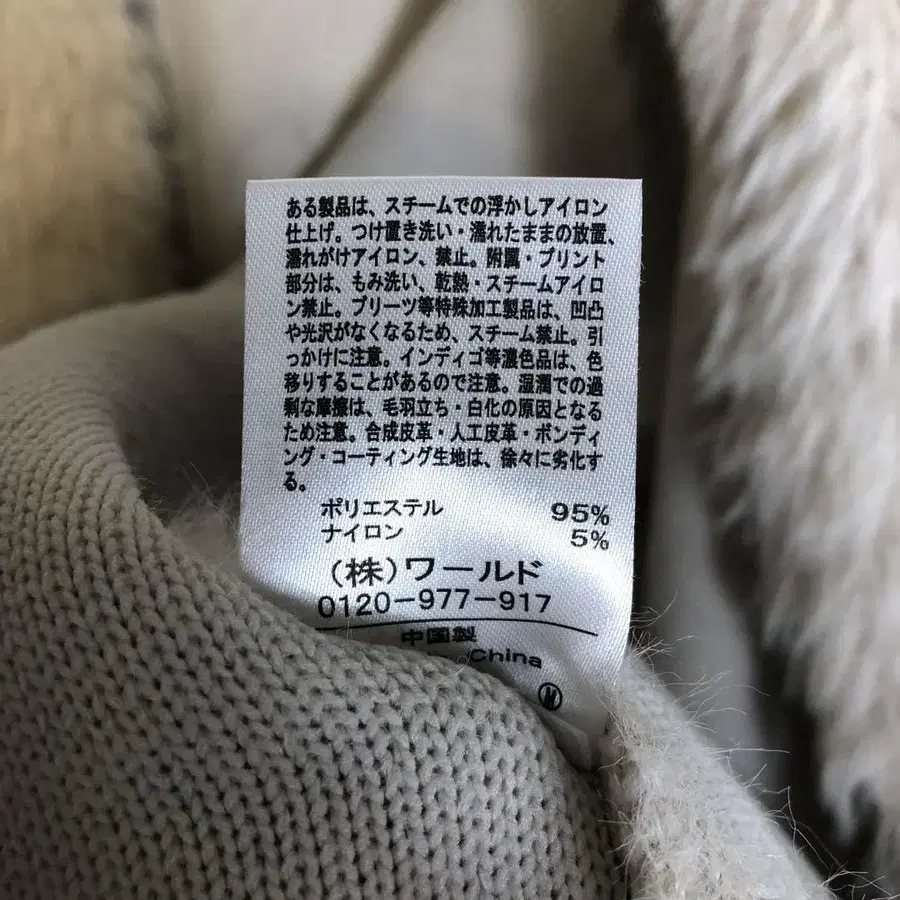 ある製品は、スチームでの浮かしアイロン
仕上げ。つけ置き洗い・濡れたままの放置、
濡れがけアイロン、禁止。附属・プリント
部分は、もみ洗い、乾熱・スチームアイロ
ン禁止。プリーツ等特殊加工製品は、凹凸
や光沢がなくなるため、スチーム禁止。引
っかけに注意。インディゴ等濃色品は、色
移りすることがあるので注意。湿潤での過
剰な摩擦は、毛羽立ち・白化の原因となる
ため注意。合成皮革・人工皮革・ボンディ
ング・コーティング生地は、徐々に劣化す
る。
ポリエステル 95%
ナイロン 5%
(株)ワールド
0120-977-917
中国製
China